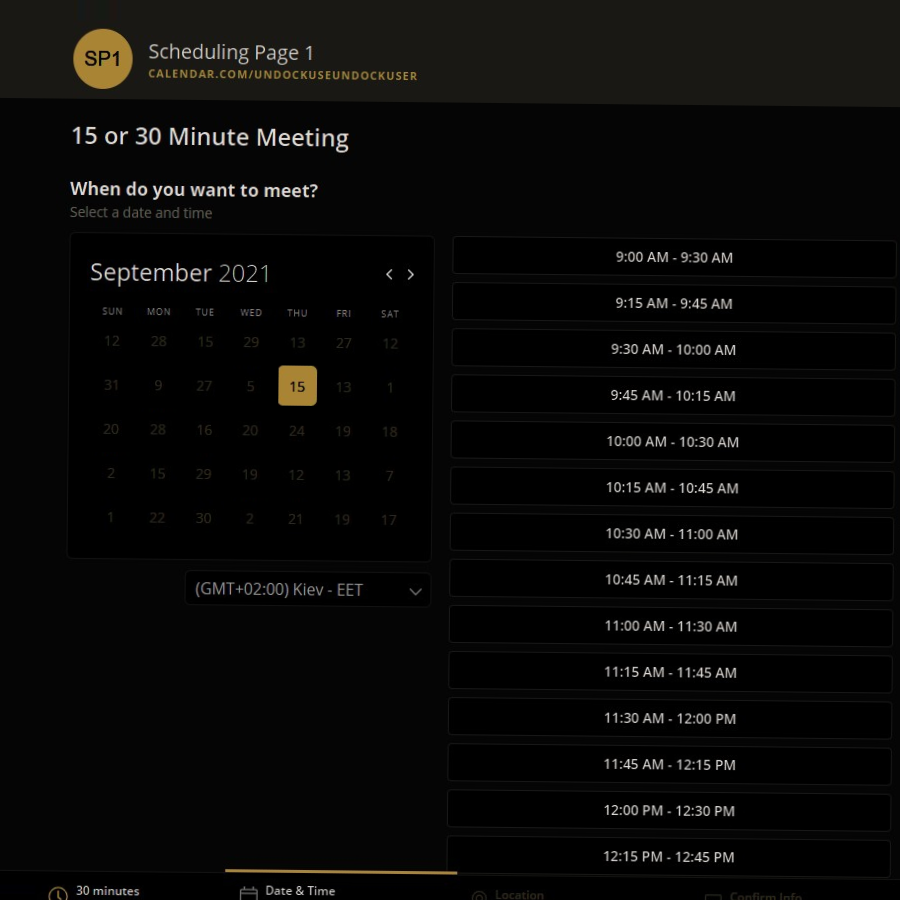 SP1
Scheduling Page 1
CALENDAR.COM/UNDOCKUSEUNDOCKUSER
15 or 30 Minute Meeting
When do you want to meet?
Select a date and time
September 2021
SUN MON TUE WED THU FRI SAT
12 28 15 29 13 27 12
31 9 27 5 15 13 1
20 28 16 20 24 19 18
2 15 29 19 12 13 7
1 22 30 2 21 19 17
(GMT+02:00) Kiev - EET
9:00 AM - 9:30 AM
9:15 AM - 9:45 AM
9:30 AM - 10:00 AM
9:45 AM - 10:15 AM
10:00 AM - 10:30 AM
10:15 AM - 10:45 AM
10:30 AM - 11:00 AM
10:45 AM - 11:15 AM
11:00 AM - 11:30 AM
11:15 AM - 11:45 AM
11:30 AM - 12:00 PM
11:45 AM - 12:15 PM
12:00 PM - 12:30 PM
12:15 PM - 12:45 PM
30 minutes
Date & Time
Location
Confirm Info